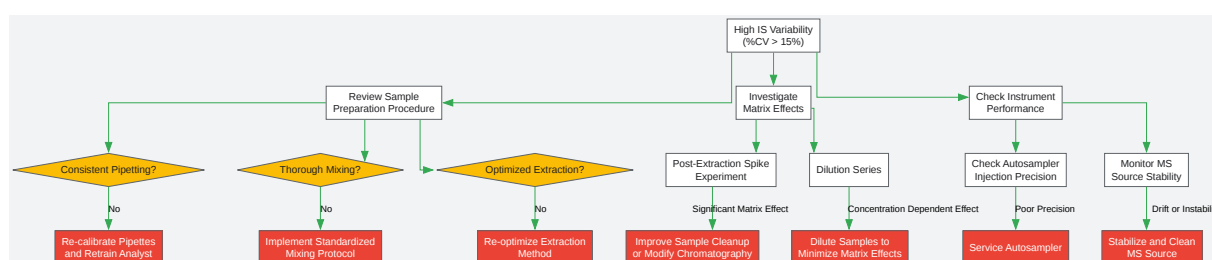 High IS Variability
(%CV > 15%)
Review Sample
Preparation Procedure
Investigate
Matrix Effects
Check Instrument
Performance
Consistent Pipetting?
Thorough Mixing?
Optimized Extraction?
Post-Extraction Spike
Experiment
Dilution Series
Check Autosampler
Injection Precision
Monitor MS
Source Stability
No
No
No
Significant Matrix Effect
Concentration Dependent Effect
Poor Precision
Drift or Instabil
Re-calibrate Pipettes
and Retrain Analyst
Implement Standardized
Mixing Protocol
Re-optimize Extraction
Method
Improve Sample Cleanup
or Modify Chromatography
Dilute Samples to
Minimize Matrix Effects
Service Autosampler
Stabilize and Clean
MS Source